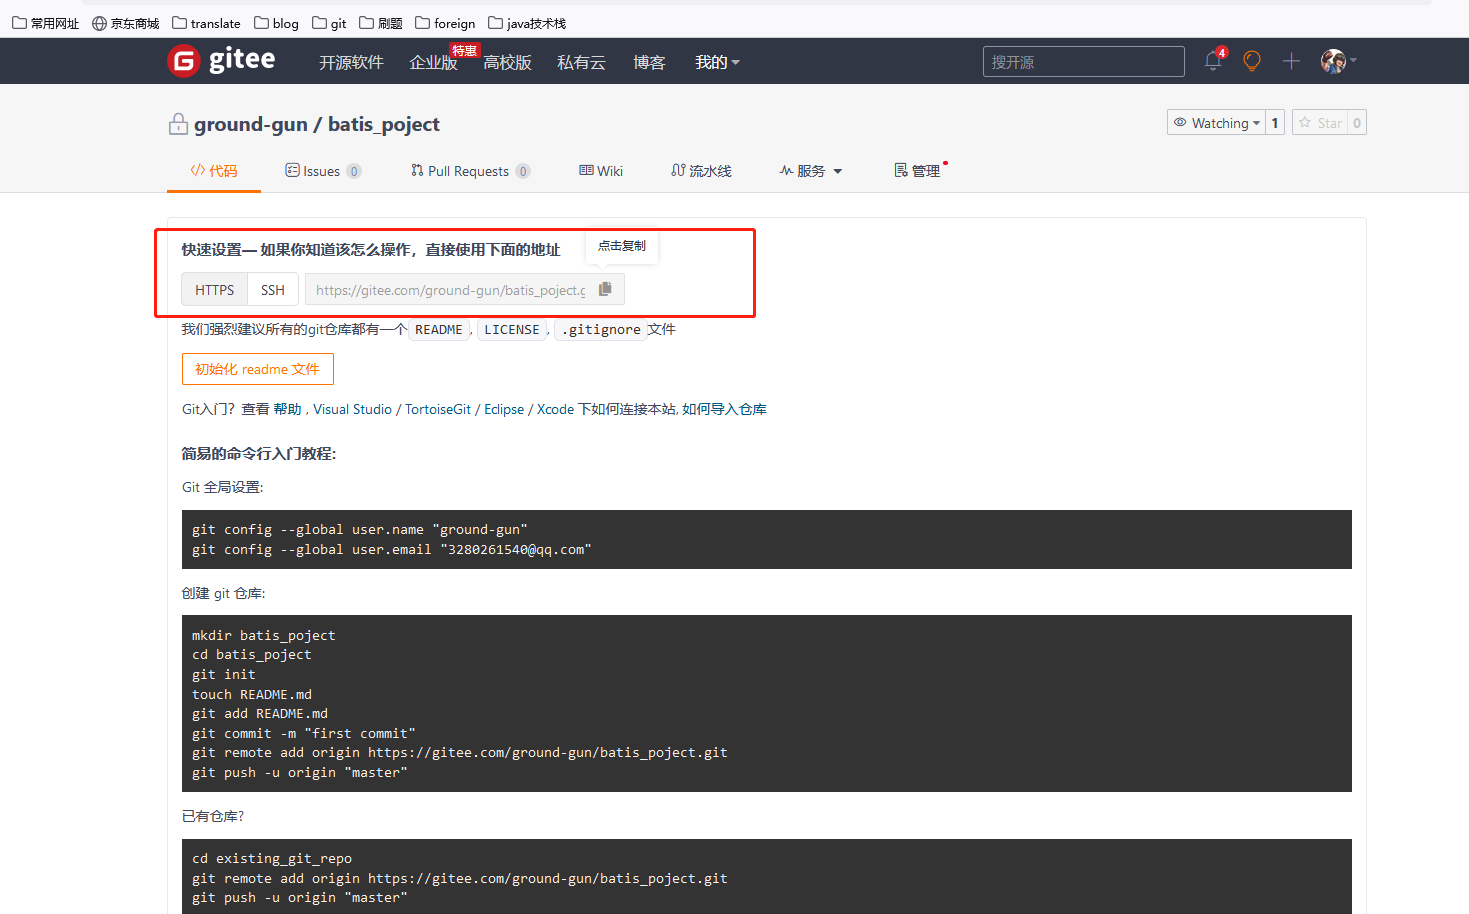 常用网址 京东商城 translate blog git 刷题 foreign java技术栈
gitee 开源软件 企业版 特惠 高校版 私有云 博客 我的 搜开源 4
ground-gun / batis_poject Watching 1 Star 0
代码 Issues 0 Pull Requests 0 Wiki 流水线 服务 管理
快速设置— 如果你知道该怎么操作，直接使用下面的地址 点击复制
HTTPS SSH https://gitee.com/ground-gun/batis_poject.g
我们强烈建议所有的git仓库都有一个 README, LICENSE, .gitignore 文件
初始化 readme 文件
Git入门？查看 帮助 , Visual Studio / TortoiseGit / Eclipse / Xcode 下如何连接本站, 如何导入仓库
简易的命令行入门教程:
Git 全局设置:
git config --global user.name "ground-gun"
git config --global user.email "3280261540@qq.com"
创建 git 仓库:
mkdir batis_poject
cd batis_poject
git init
touch README.md
git add README.md
git commit -m "first commit"
git remote add origin https://gitee.com/ground-gun/batis_poject.git
git push -u origin "master"
已有仓库?
cd existing_git_repo
git remote add origin https://gitee.com/ground-gun/batis_poject.git
git push -u origin "master"